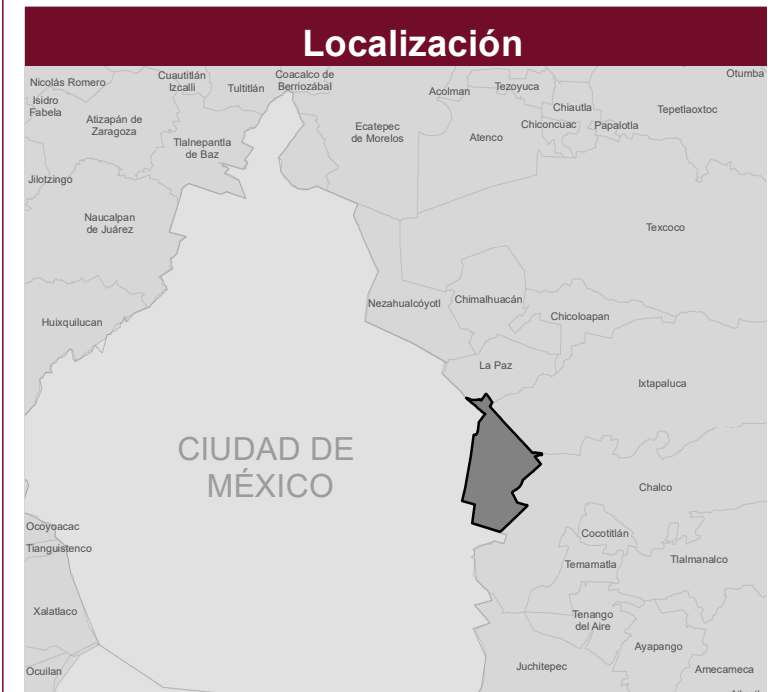 Localización
Otumba
Nicolás Romero
Cuautitlán
Izcalli
Tultitlán
Coacalco de
Berriozábal
Acolman
Tezoyuca
Isidro
Fabela
Atizapán de
Zaragoza
Chiautla
Tepetlaoxtoc
Ecatepec
de Morelos
Chiconcuac
Papalotla
Atenco
Tlalnepantla
de Baz
Jilotzingo
Naucalpan
de Juárez
Texcoco
Nezahualcóyotl
Chimalhuacán
Chicoloapan
Huixquilucan
La Paz
Ixtapaluca
CIUDAD DE
MÉXICO
Chalco
Ocoyoacac
Tianguistenco
Cocotitlán
Temamatla
Tlalmanalco
Xalatlaco
Tenango
del Aire
Ayapango
Ocuilan
Juchitepec
Amecameca